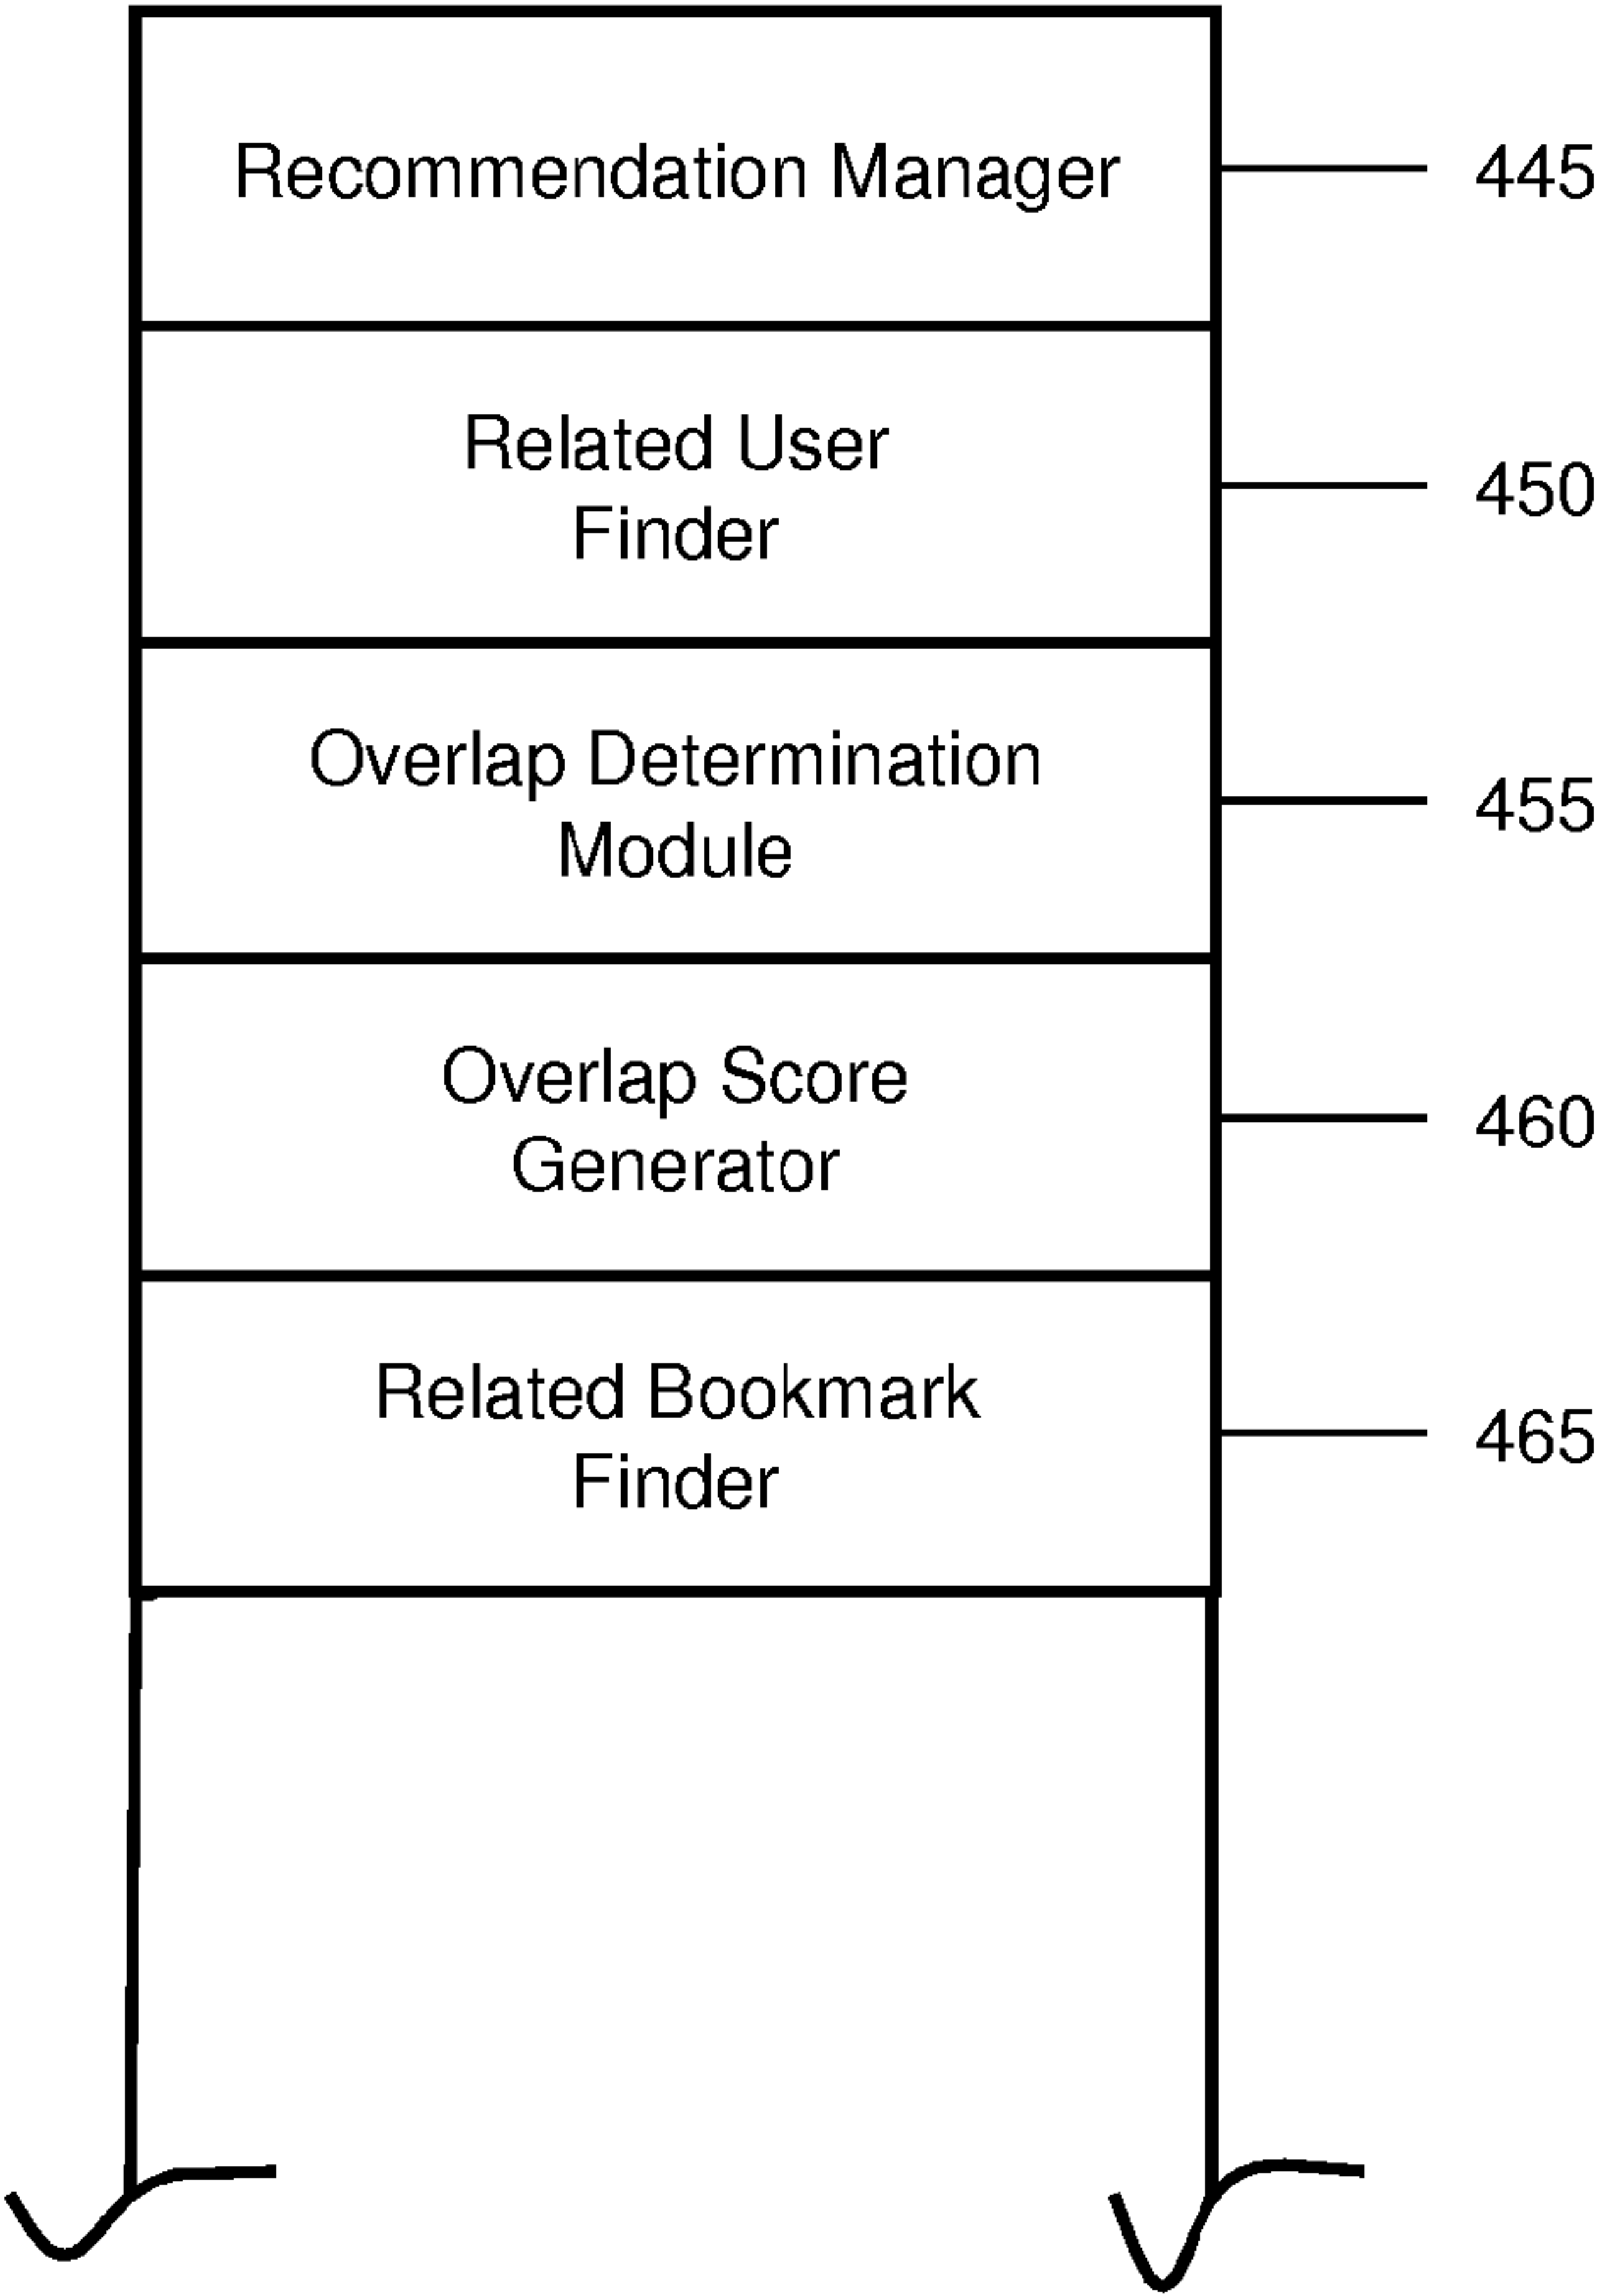 Recommendation Manager
445
Related User
Finder
450
Overlap Determination
Module
455
Overlap Score
Generator
460
Related Bookmark
Finder
465